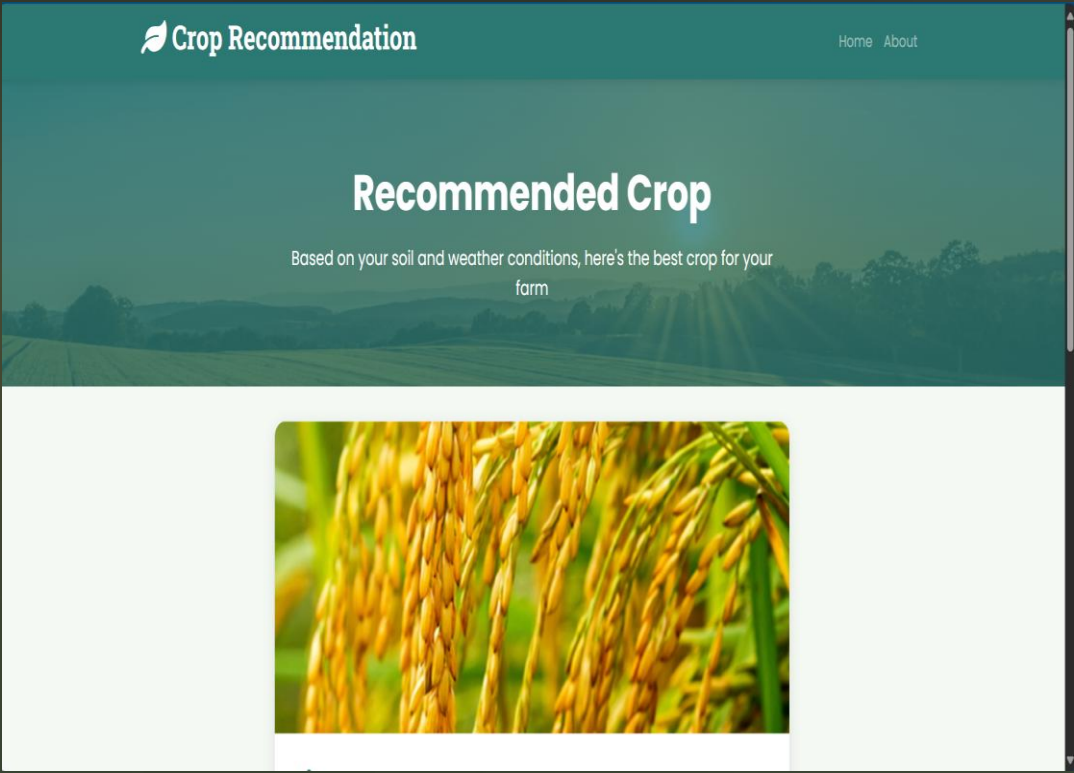 Crop Recommendation
Home About
Recommended Crop
Based on your soil and weather conditions, here's the best crop for your
farm